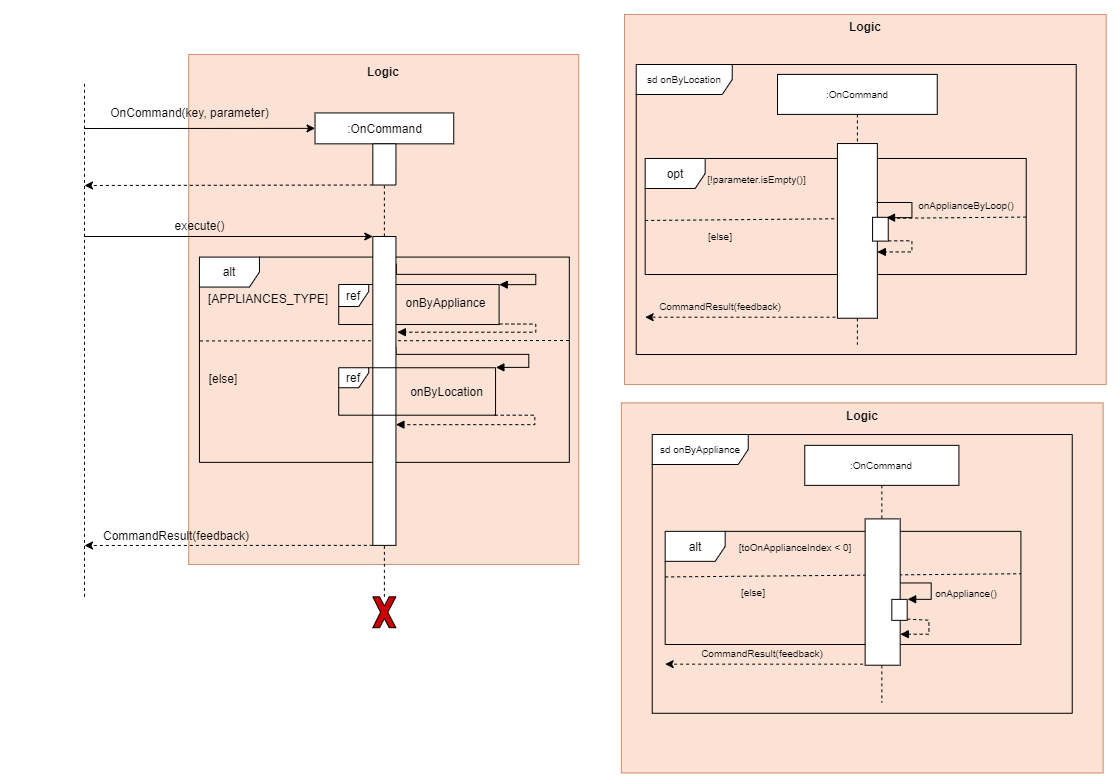 Logic
OnCommand(key, parameter)
:OnCommand
execute()
alt
[APPLIANCES_TYPE]
ref
onByAppliance
[else]
ref
onByLocation
CommandResult(feedback)
X
Logic
sd onByLocation
:OnCommand
opt
[!parameter.isEmpty()]
onApplianceByLoop()
[else]
CommandResult(feedback)
Logic
sd onByAppliance
:OnCommand
alt
[toOnApplianceIndex < 0]
[else]
onAppliance()
CommandResult(feedback)